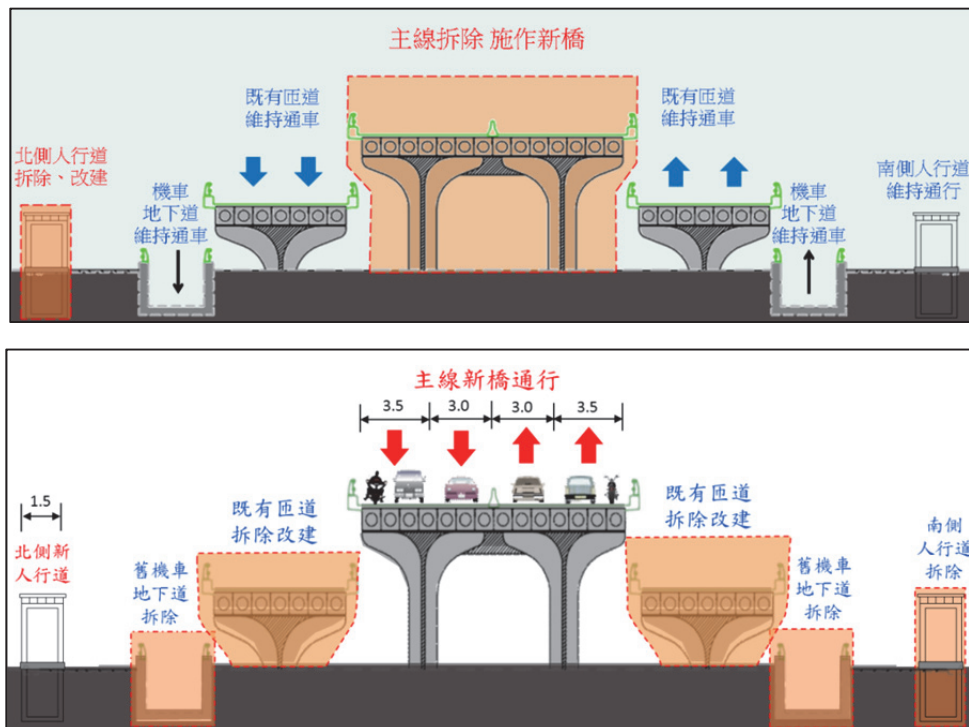 主線拆除 施作新橋
既有匝道
維持通車
既有匝道
維持通車
北側人行道
拆除、改建
機車
地下道
維持通車
機車
地下道
維持通車
南側人行道
維持通行
主線新橋通行
3.5
3.0
3.0
3.5
1.5
北側新
人行道
舊機車
地下道
拆除
既有匝道
拆除改建
既有匝道
拆除改建
舊機車
地下道
拆除
南側
人行道
拆除